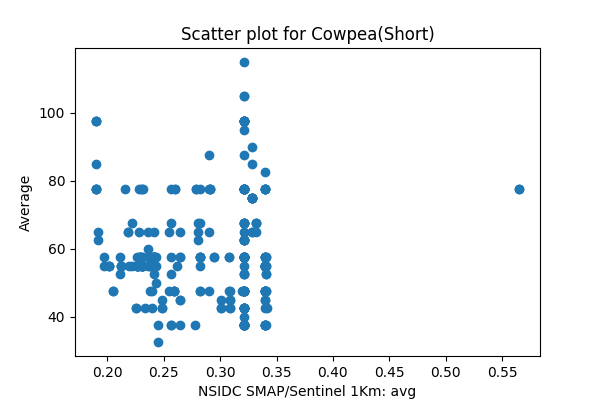 Scatter plot for Cowpea(Short)
Average
100
80
60
40
0.20 0.25 0.30 0.35 0.40 0.45 0.50 0.55
NSIDC SMAP/Sentinel 1Km: avg